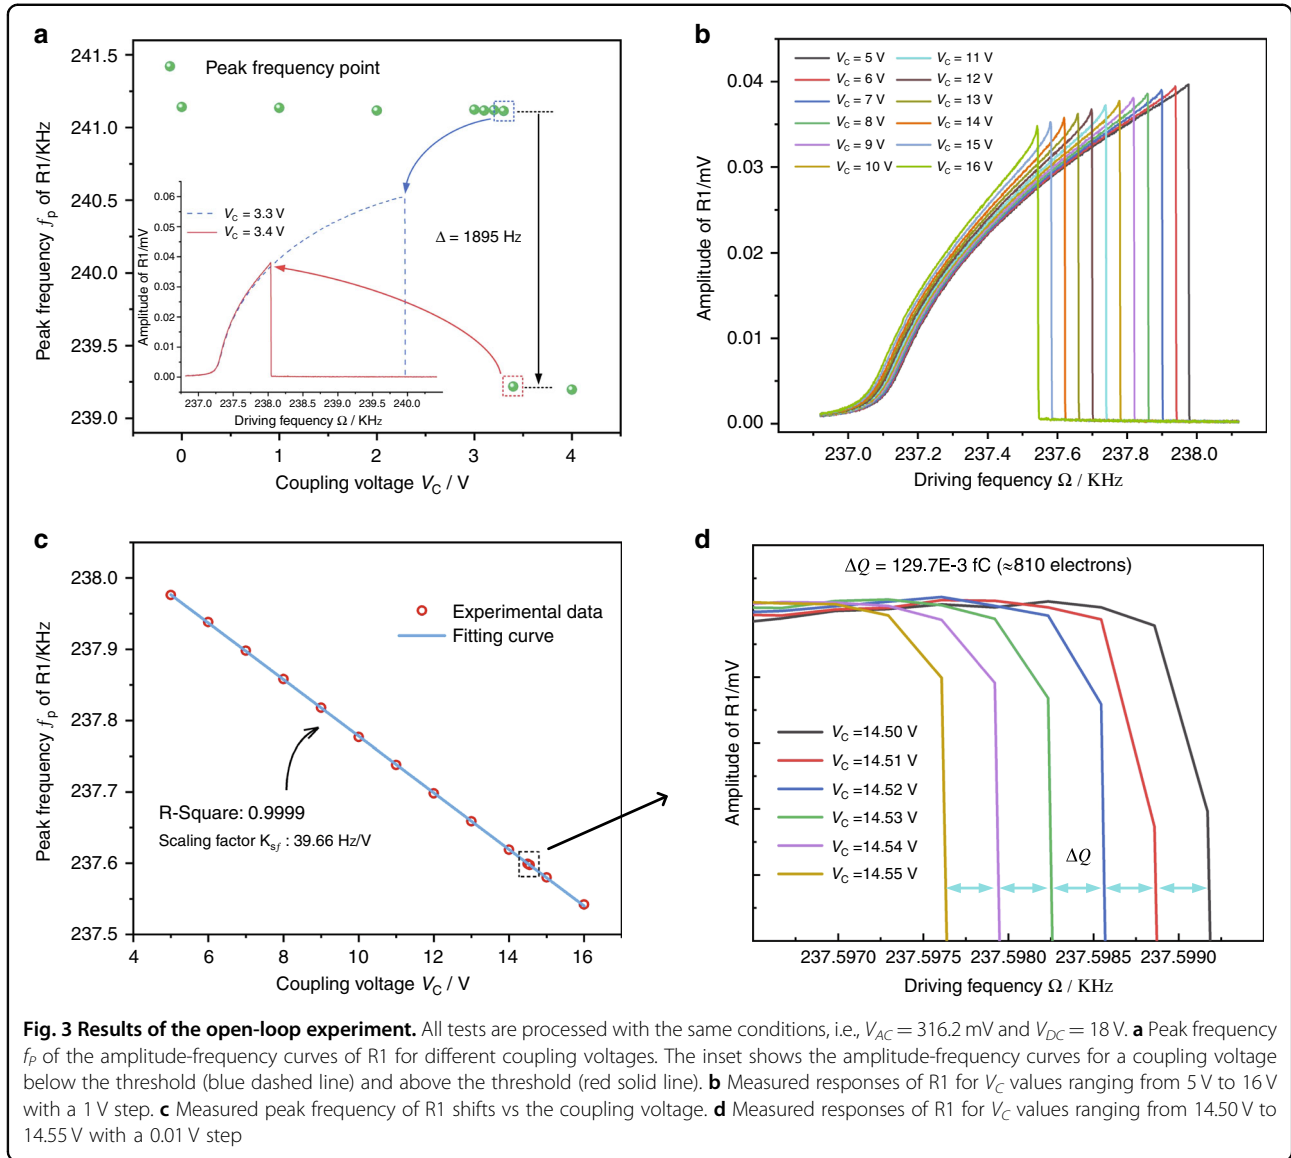 a
241.5
241.0
240.5
240.0
239.5
239.0
Peak frequency fp of R1/KHz
Peak frequency point
Δ = 1895 Hz
0.06
0.05
0.04
0.03
0.02
0.01
0.00
Amplitude of R1/mV
VC = 3.3 V
VC = 3.4 V
237.0 237.5 238.0 238.5 239.0 239.5 240.0
Driving frequency Ω / KHz
0 1 2 3 4
Coupling voltage VC / V
b
0.04
0.03
0.02
0.01
0.00
Amplitude of R1/mV
VC = 5 V VC = 11 V
VC = 6 V VC = 12 V
VC = 7 V VC = 13 V
VC = 8 V VC = 14 V
VC = 9 V VC = 15 V
VC = 10 V VC = 16 V
237.0 237.2 237.4 237.6 237.8 238.0
Driving fequency Ω / KHz
c
238.0
237.9
237.8
237.7
237.6
237.5
Peak frequency fp of R1/KHz
Experimental data
Fitting curve
R-Square: 0.9999
Scaling factor Ksf : 39.66 Hz/V
4 6 8 10 12 14 16
Coupling voltage VC / V
d
ΔQ = 129.7E-3 fC (≈810 electrons)
Amplitude of R1/mV
VC =14.50 V
VC =14.51 V
VC =14.52 V
VC =14.53 V
VC =14.54 V
VC =14.55 V
ΔQ
237.5970 237.5975 237.5980 237.5985 237.5990
Driving frequency Ω / KHz
Fig. 3 Results of the open-loop experiment. All tests are processed with the same conditions, i.e., VAC = 316.2 mV and VDC = 18 V. a Peak frequency
fP of the amplitude-frequency curves of R1 for different coupling voltages. The inset shows the amplitude-frequency curves for a coupling voltage
below the threshold (blue dashed line) and above the threshold (red solid line). b Measured responses of R1 for VC values ranging from 5 V to 16 V
with a 1 V step. c Measured peak frequency of R1 shifts vs the coupling voltage. d Measured responses of R1 for VC values ranging from 14.50 V to
14.55 V with a 0.01 V step